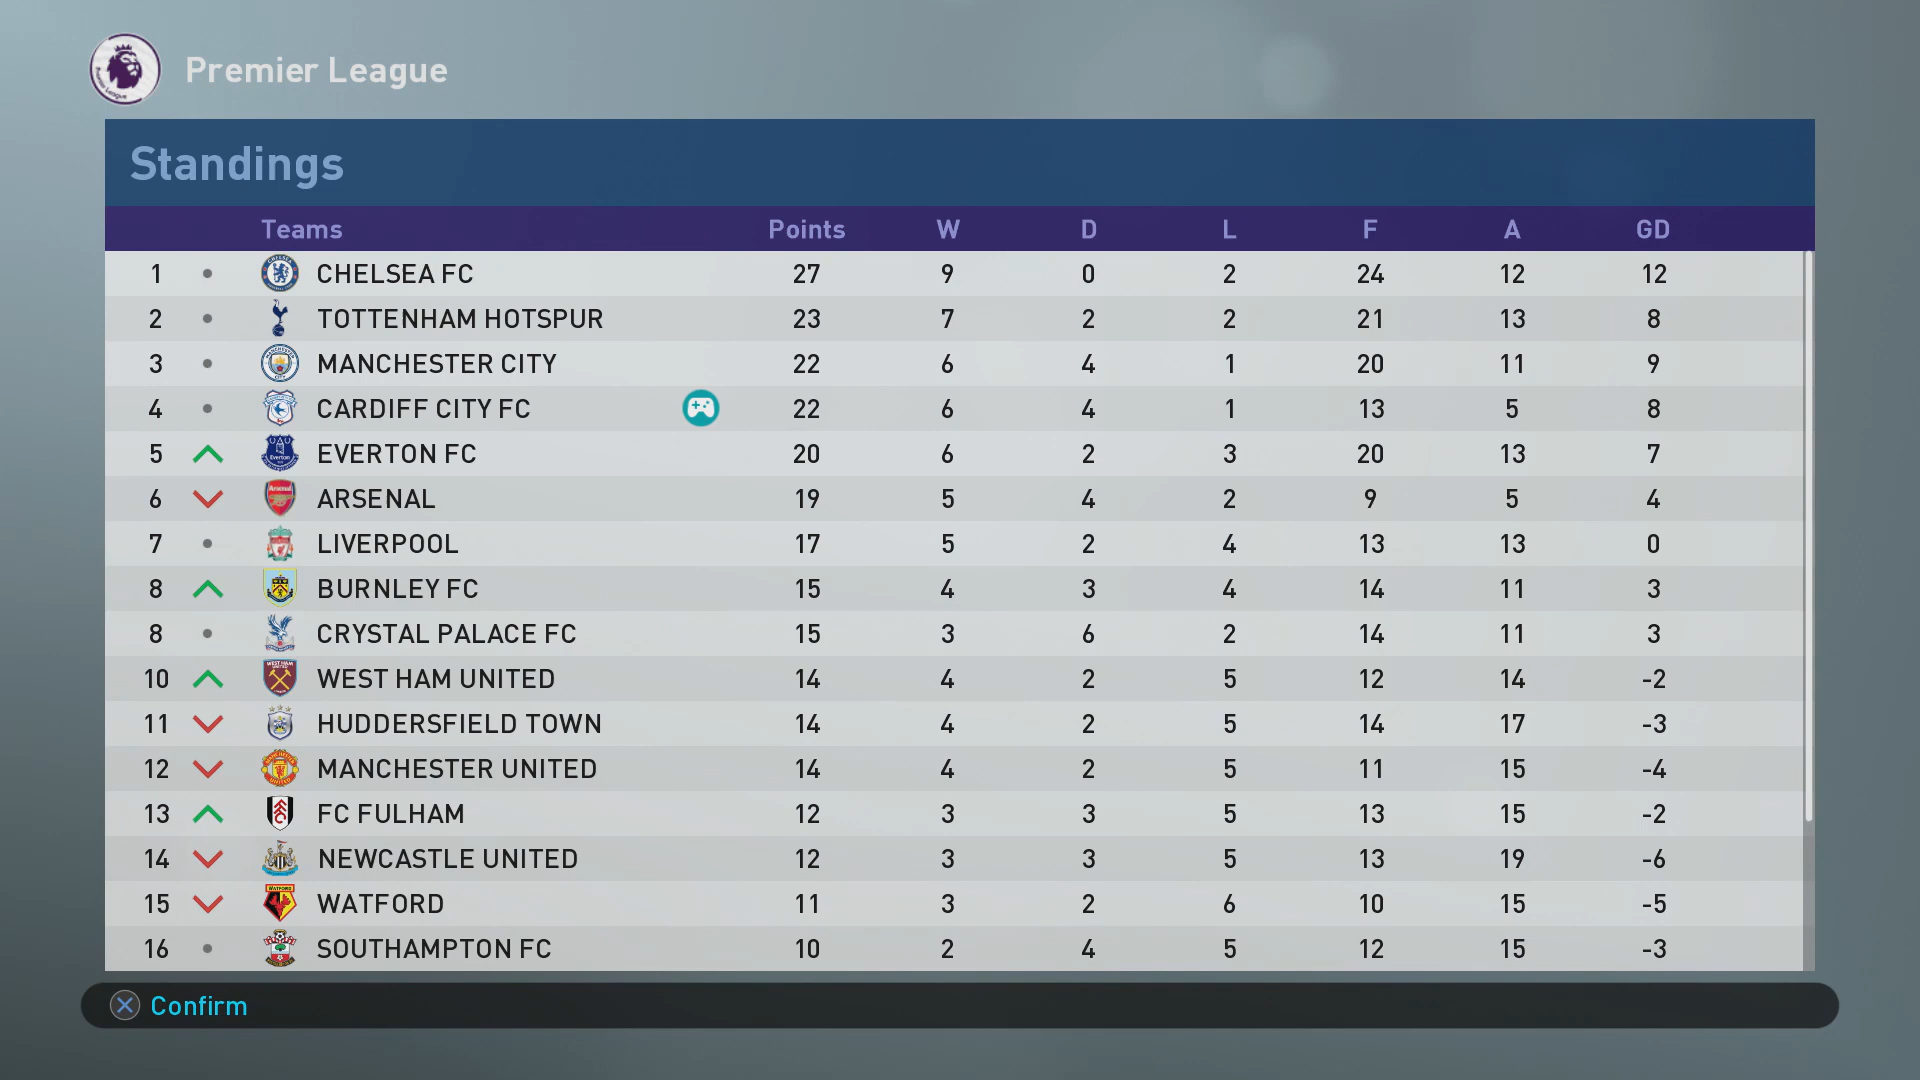 Premier League
Standings
Teams Points W D L F A GD
1 CHELSEA FC 27 9 0 2 24 12 12
2 TOTTENHAM HOTSPUR 23 7 2 2 21 13 8
3 MANCHESTER CITY 22 6 4 1 20 11 9
4 CARDIFF CITY FC 22 6 4 1 13 5 8
5 EVERTON FC 20 6 2 3 20 13 7
6 ARSENAL 19 5 4 2 9 5 4
7 LIVERPOOL 17 5 2 4 13 13 0
8 BURNLEY FC 15 4 3 4 14 11 3
8 CRYSTAL PALACE FC 15 3 6 2 14 11 3
10 WEST HAM UNITED 14 4 2 5 12 14 -2
11 HUDDERSFIELD TOWN 14 4 2 5 14 17 -3
12 MANCHESTER UNITED 14 4 2 5 11 15 -4
13 FC FULHAM 12 3 3 5 13 15 -2
14 NEWCASTLE UNITED 12 3 3 5 13 19 -6
15 WATFORD 11 3 2 6 10 15 -5
16 SOUTHAMPTON FC 10 2 4 5 12 15 -3
Confirm